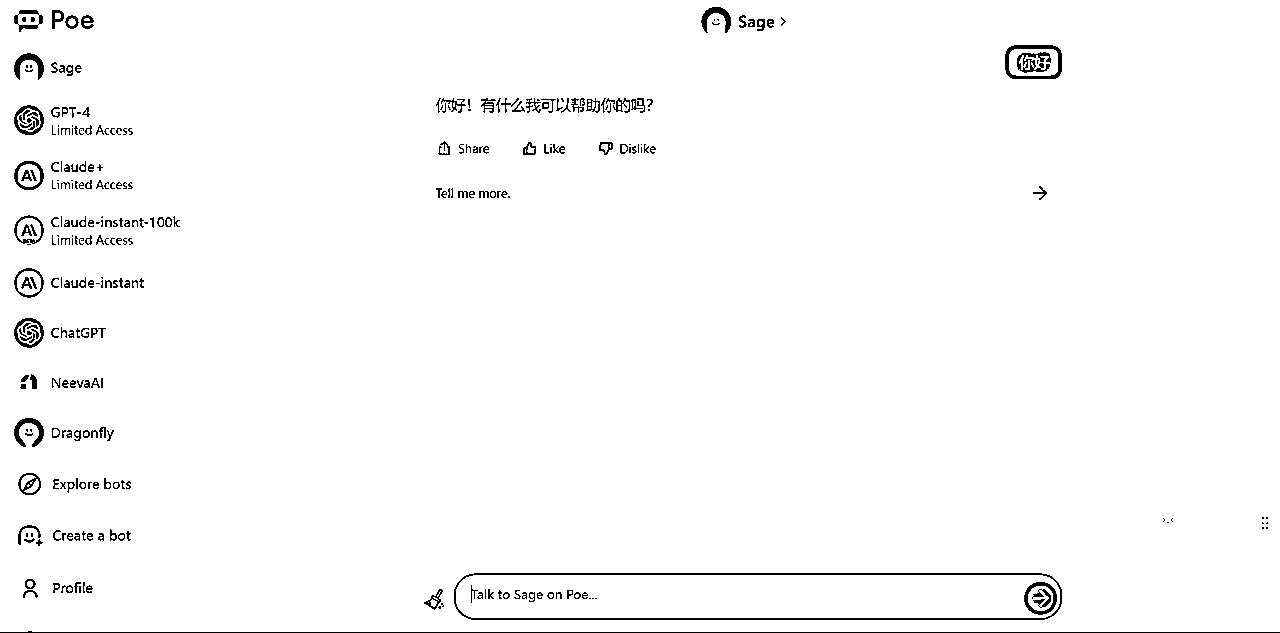 Poe
Sage
GPT-4
Limited Access
Claude+
Limited Access
Claude-instant-100k
Limited Access
Claude-instant
ChatGPT
NeevaAI
Dragonfly
Explore bots
Create a bot
Profile
Sage
你好
你好！有什么我可以帮助你的吗？
Share
Like
Dislike
Tell me more.
Talk to Sage on Poe...